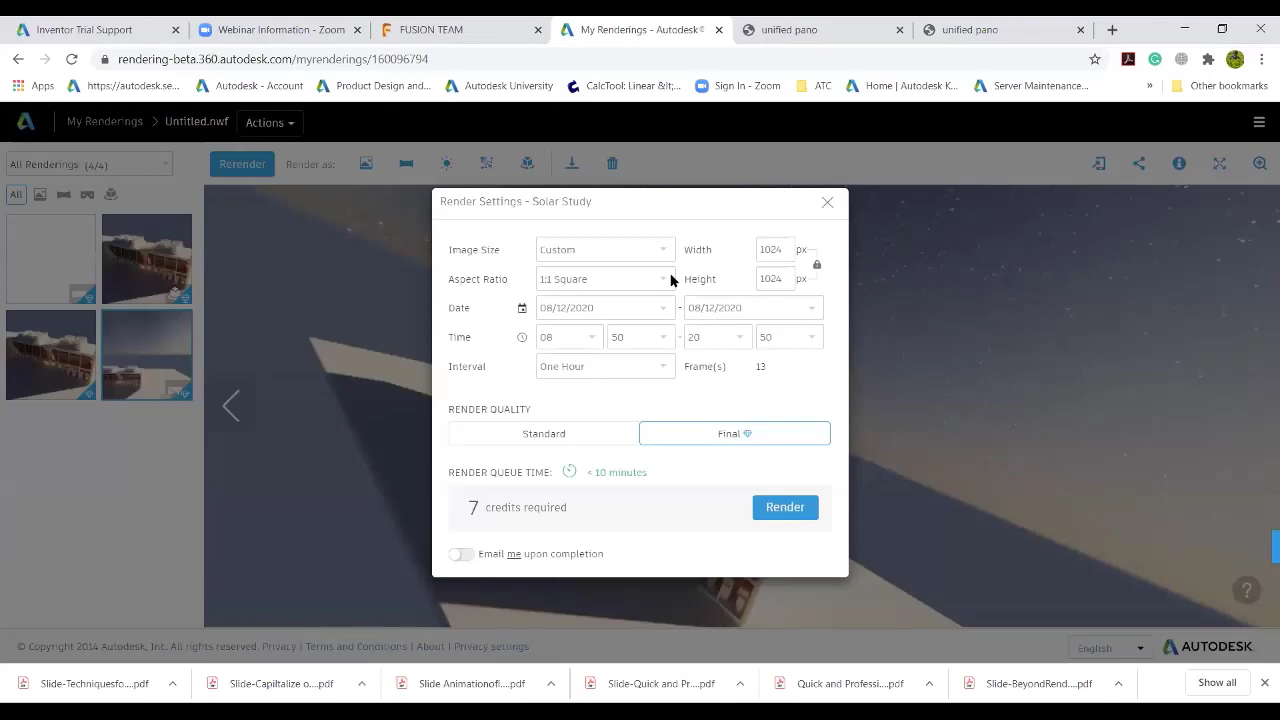 Inventor Trial Support
Webinar Information - Zoom
FUSION TEAM
My Renderings - Autodesk®
unified pano
unified pano
rendering-beta.360.autodesk.com/myrenderings/16009679
Apps
https://autodesk.se...
Autodesk - Account
Product Design and...
Autodesk University
CalcTool: Linear &lt;...
Sign In - Zoom
ATC
Home | Autodesk K...
Server Maintenance...
»
Other bookmarks
My Renderings > Untitled.nwf
Actions
All Renderings (4/4)
Rerender
Render as:
All
Render Settings - Solar Study
Image Size Custom Width 1024 px
Aspect Ratio 1:1 Square Height 1024 px
Date 08/12/2020 - 08/12/2020
Time 08 50 - 20 50
Interval One Hour Frame(s) 13
RENDER QUALITY
Standard Final
RENDER QUEUE TIME: < 10 minutes
7 credits required Render
Email me upon completion
?
© Copyright 2014 Autodesk, Inc. All rights reserved. Privacy | Terms and Conditions | About | Privacy settings
English
AUTODESK.
Slide-Techniquesfo....pdf
Slide-Capiltalize o....pdf
Slide Animationofl....pdf
Slide-Quick and Pr....pdf
Quick and Professi....pdf
Slide-BeyondRend....pdf
Show all